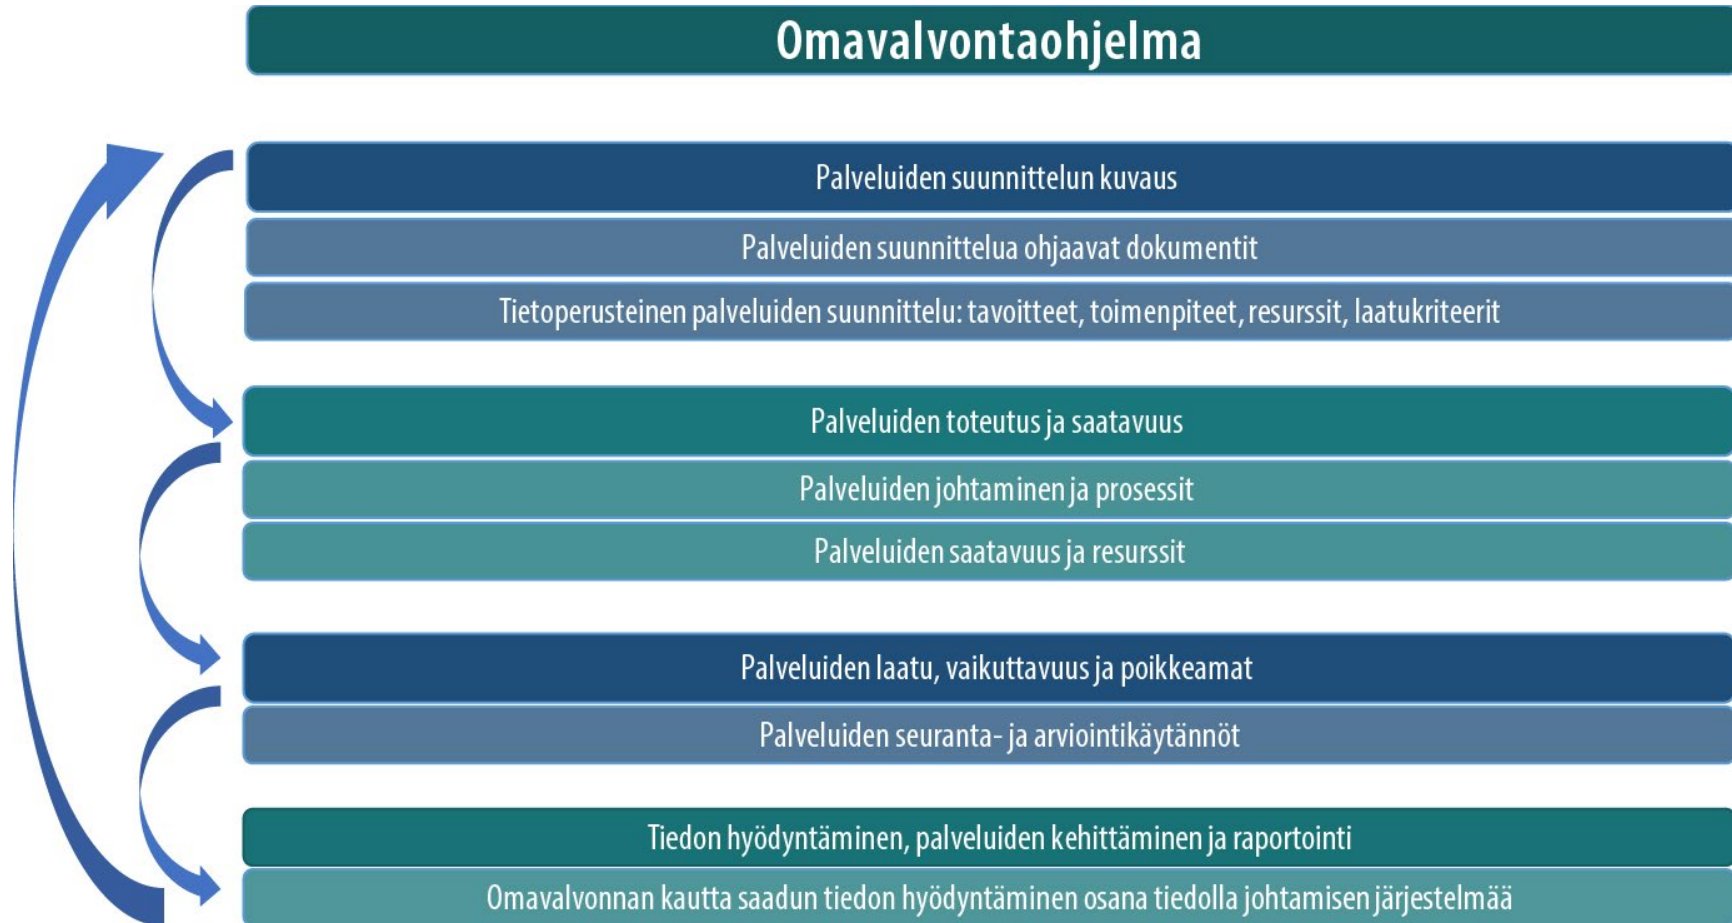 Omavalvontaohjelma
Palveluiden suunnittelun kuvaus
Palveluiden suunnittelua ohjaavat dokumentit
Tietoperusteinen palveluiden suunnittelu: tavoitteet, toimenpiteet, resurssit, laatukriteerit
Palveluiden toteutus ja saatavuus
Palveluiden johtaminen ja prosessit
Palveluiden saatavuus ja resurssit
Palveluiden laatu, vaikuttavuus ja poikkeamat
Palveluiden seuranta- ja arviointikäytännöt
Tiedon hyödyntäminen, palveluiden kehittäminen ja raportointi
Omavalvonnan kautta saadun tiedon hyödyntäminen osana tiedolla johtamisen järjestelmää